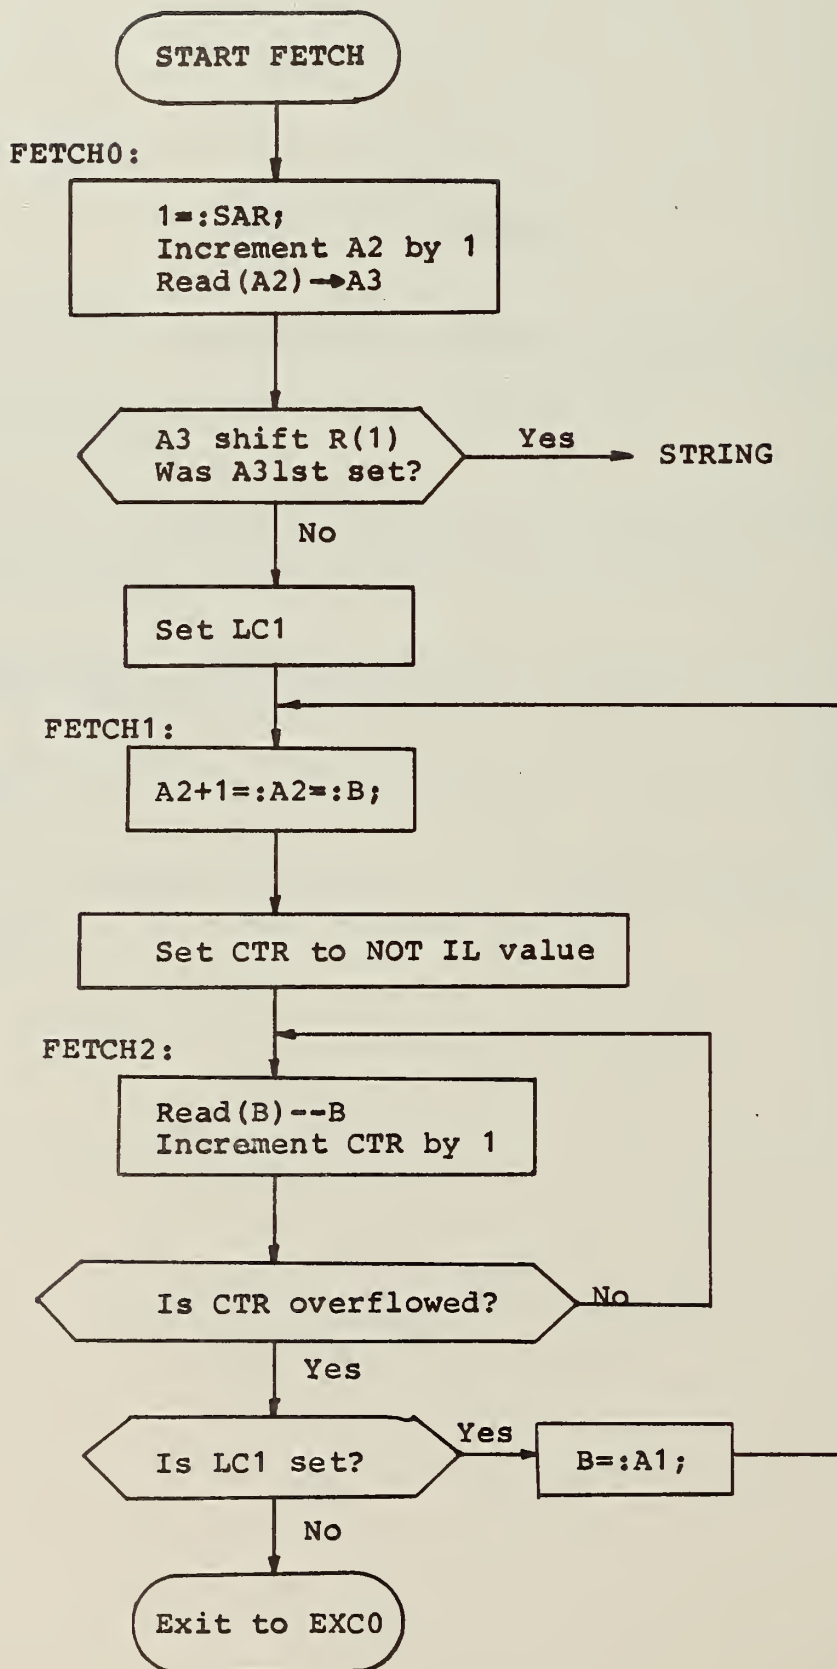 START FETCH
FETCH0:
1=:SAR;
Increment A2 by 1
Read(A2)→A3
A3 shift R(1)
Was A3lst set?
Yes
STRING
No
Set LC1
FETCH1:
A2+1=:A2=:B;
Set CTR to NOT IL value
FETCH2:
Read(B)--B
Increment CTR by 1
Is CTR overflowed?
No
Yes
Is LC1 set?
Yes
B=:A1;
No
Exit to EXC0